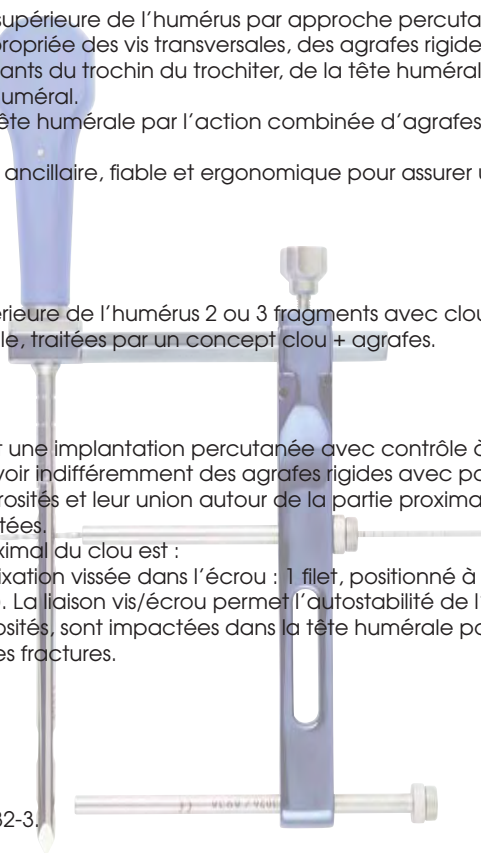 supérieure de l’humérus par approche percuta
propriée des vis transversales, des agrafes rigide
ants du trochin du trochiter, de la tête huméral
uméral.
ête humérale par l’action combinée d’agrafes
ancillaire, fiable et ergonomique pour assurer u
érieure de l’humérus 2 ou 3 fragments avec clou
le, traitées par un concept clou + agrafes.
t une implantation percutanée avec contrôle à
voir indifféremment des agrafes rigides avec pa
rosités et leur union autour de la partie proxima
tées.
ximal du clou est :
ixation vissée dans l’écrou : 1 filet, positionné à
. La liaison vis/écrou permet l’autostabilité de l’
osités, sont impactées dans la tête humérale pa
es fractures.
32-3.